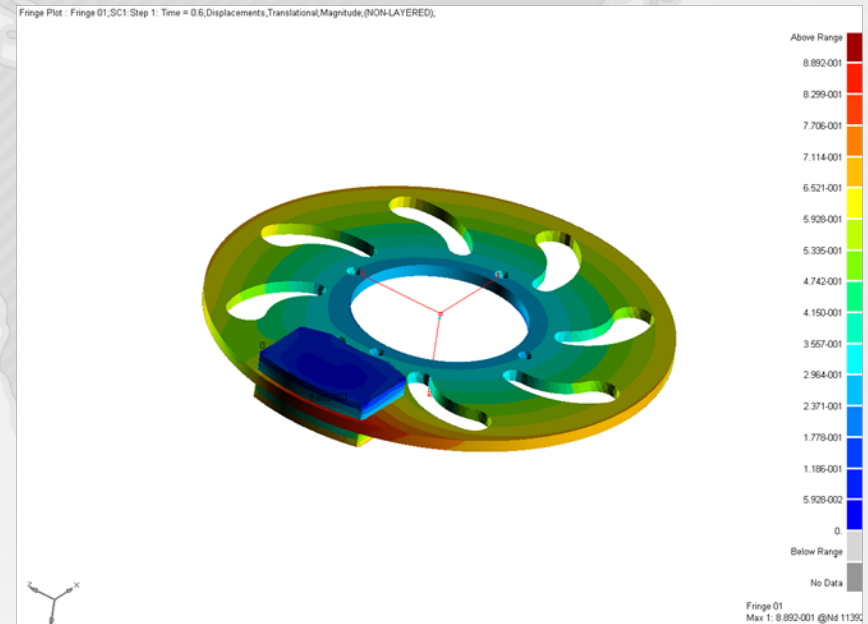 Fringe Plot : Fringe 01;SC1:Step 1: Time = 0.6;Displacements,Translational;Magnitude;(NON-LAYERED);
Above Range
8.892-001
8.299-001
7.706-001
7.114-001
6.521-001
5.928-001
5.335-001
4.742-001
4.150-001
3.557-001
2.964-001
2.371-001
1.778-001
1.186-001
5.928-002
0.
Below Range
No Data
0
Z
X
Fringe 01
Max 1: 8.892-001 @Nd 11392